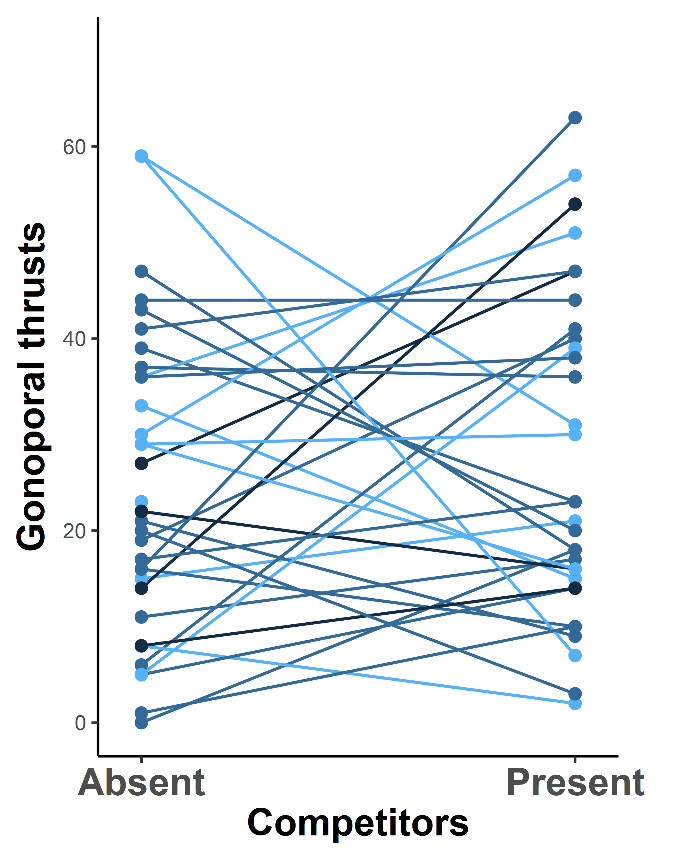 Gonoporal thrusts
60
40
20
0
Absent Present
Competitors